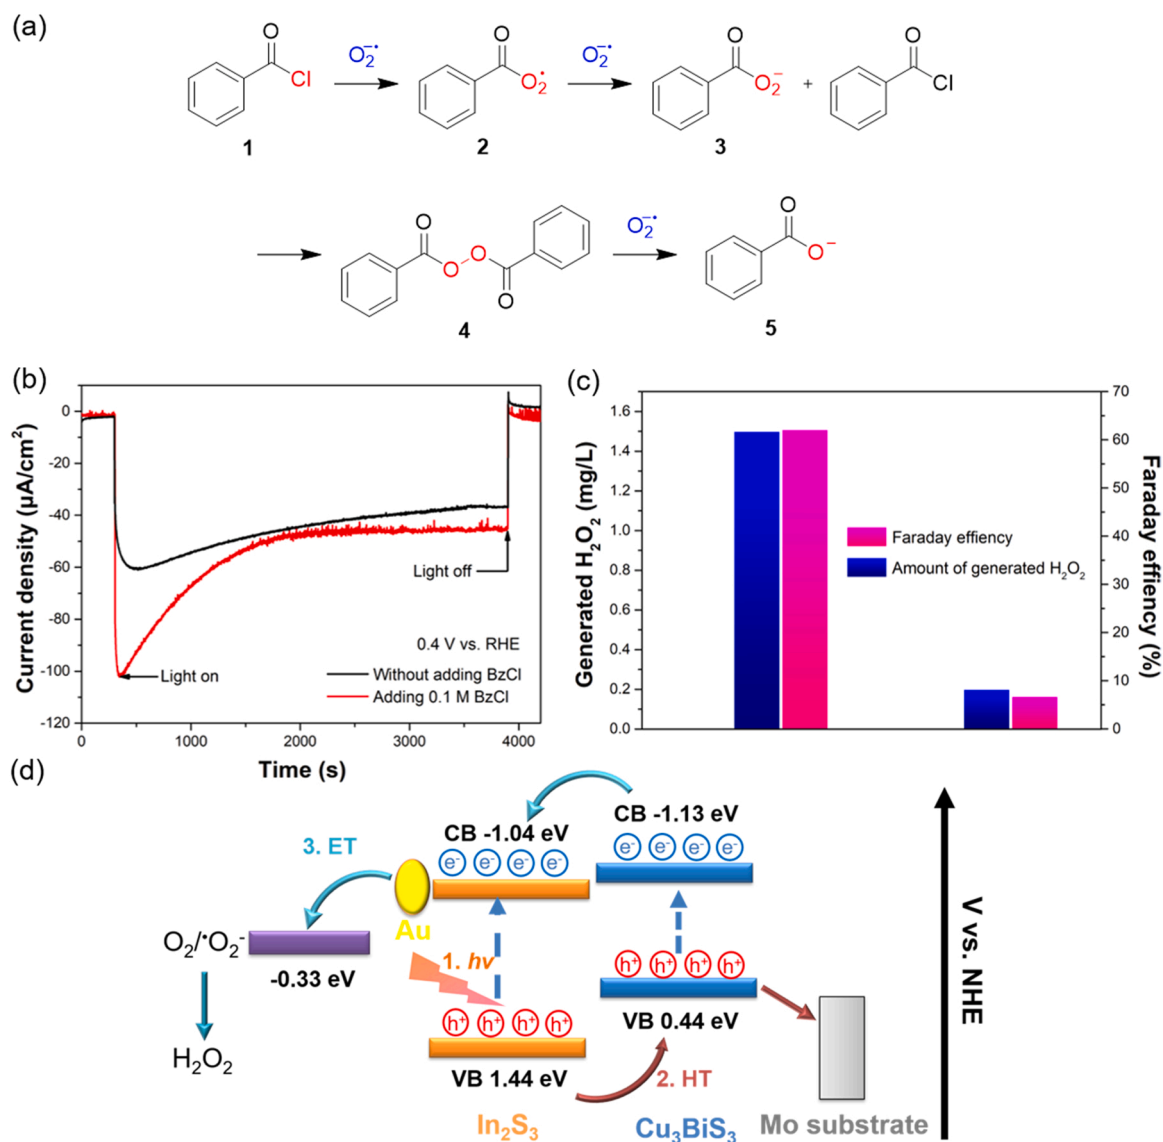 (a)
O Cl 1
O₂⁻•
O O₂• 2
O₂⁻•
O O₂⁻ 3
+
O Cl
O O O O 4
O₂⁻•
O O⁻ 5
(b)
Current density (µA/cm²)
0
-20
-40
-60
-80
-100
-120
Light off
0.4 V vs. RHE
Light on
Without adding BzCl
Adding 0.1 M BzCl
0 1000 2000 3000 4000
Time (s)
(c)
Generated H₂O₂ (mg/L)
1.6
1.4
1.2
1.0
0.8
0.6
0.4
0.2
0.0
Faraday effiency
Amount of generated H₂O₂
70
60
50
40
30
20
10
0
Faraday effiency (%)
(d)
CB -1.04 eV
CB -1.13 eV
e⁻ e⁻ e⁻ e⁻
e⁻ e⁻ e⁻ e⁻
3. ET
Au
O₂/•O₂⁻
-0.33 eV
1. hv
h⁺ h⁺ h⁺ h⁺
h⁺ h⁺ h⁺ h⁺
VB 0.44 eV
VB 1.44 eV
2. HT
H₂O₂
In₂S₃
Cu₃BiS₃
Mo substrate
V vs. NHE